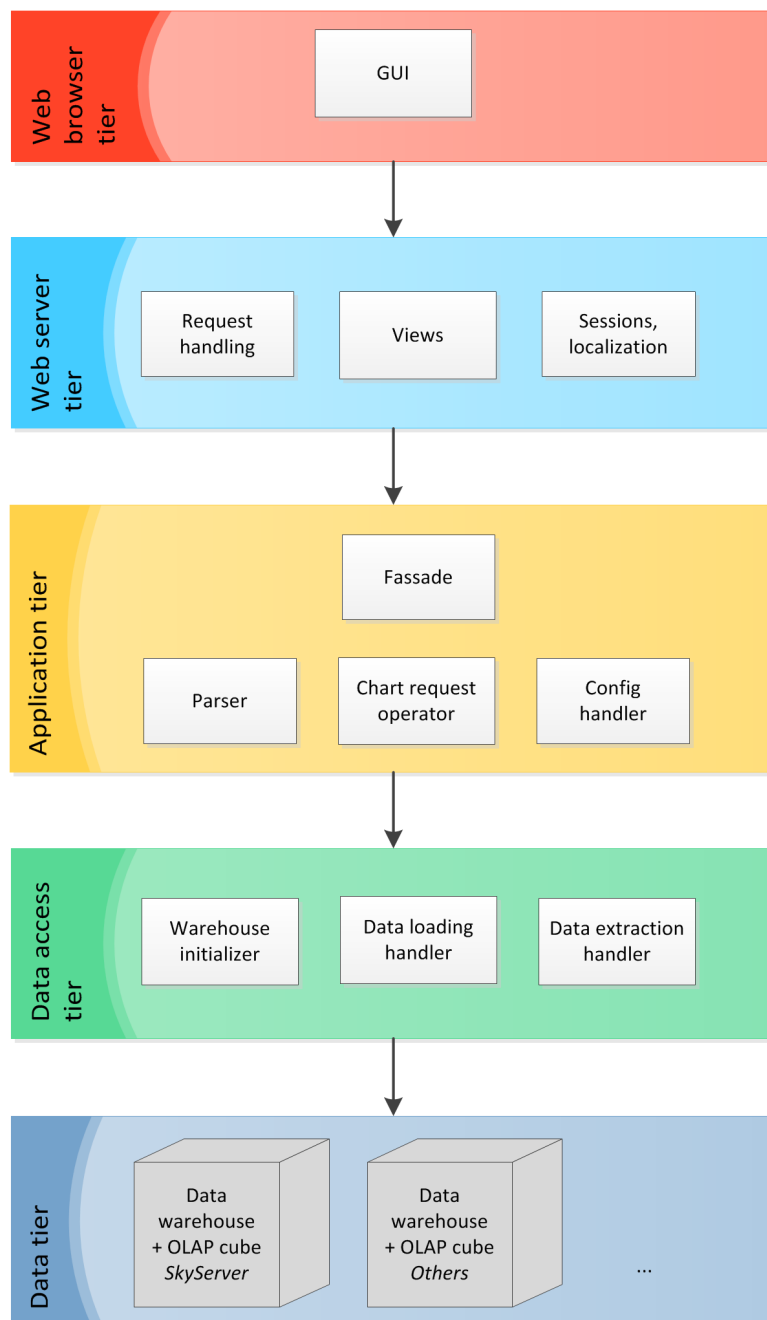 Web
browser
tier
GUI
Web server
tier
Request
handling
Views
Sessions,
localization
Application tier
Fassade
Parser
Chart request
operator
Config
handler
Data access
tier
Warehouse
initializer
Data loading
handler
Data extraction
handler
Data tier
Data
warehouse
+ OLAP cube
SkyServer
Data
warehouse
+ OLAP cube
Others
...